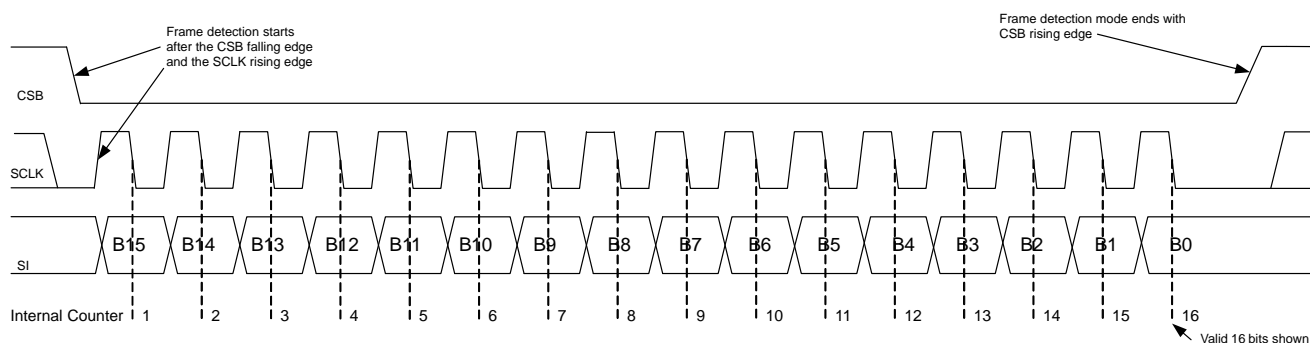 Frame detection starts
after the CSB falling edge
and the SCLK rising edge
Frame detection mode ends with
CSB rising edge
CSB
SCLK
SI
B15 B14 B13 B12 B11 B10 B9 B8 B7 B6 B5 B4 B3 B2 B1 B0
Internal Counter 1 2 3 4 5 6 7 8 9 10 11 12 13 14 15 16
Valid 16 bits shown